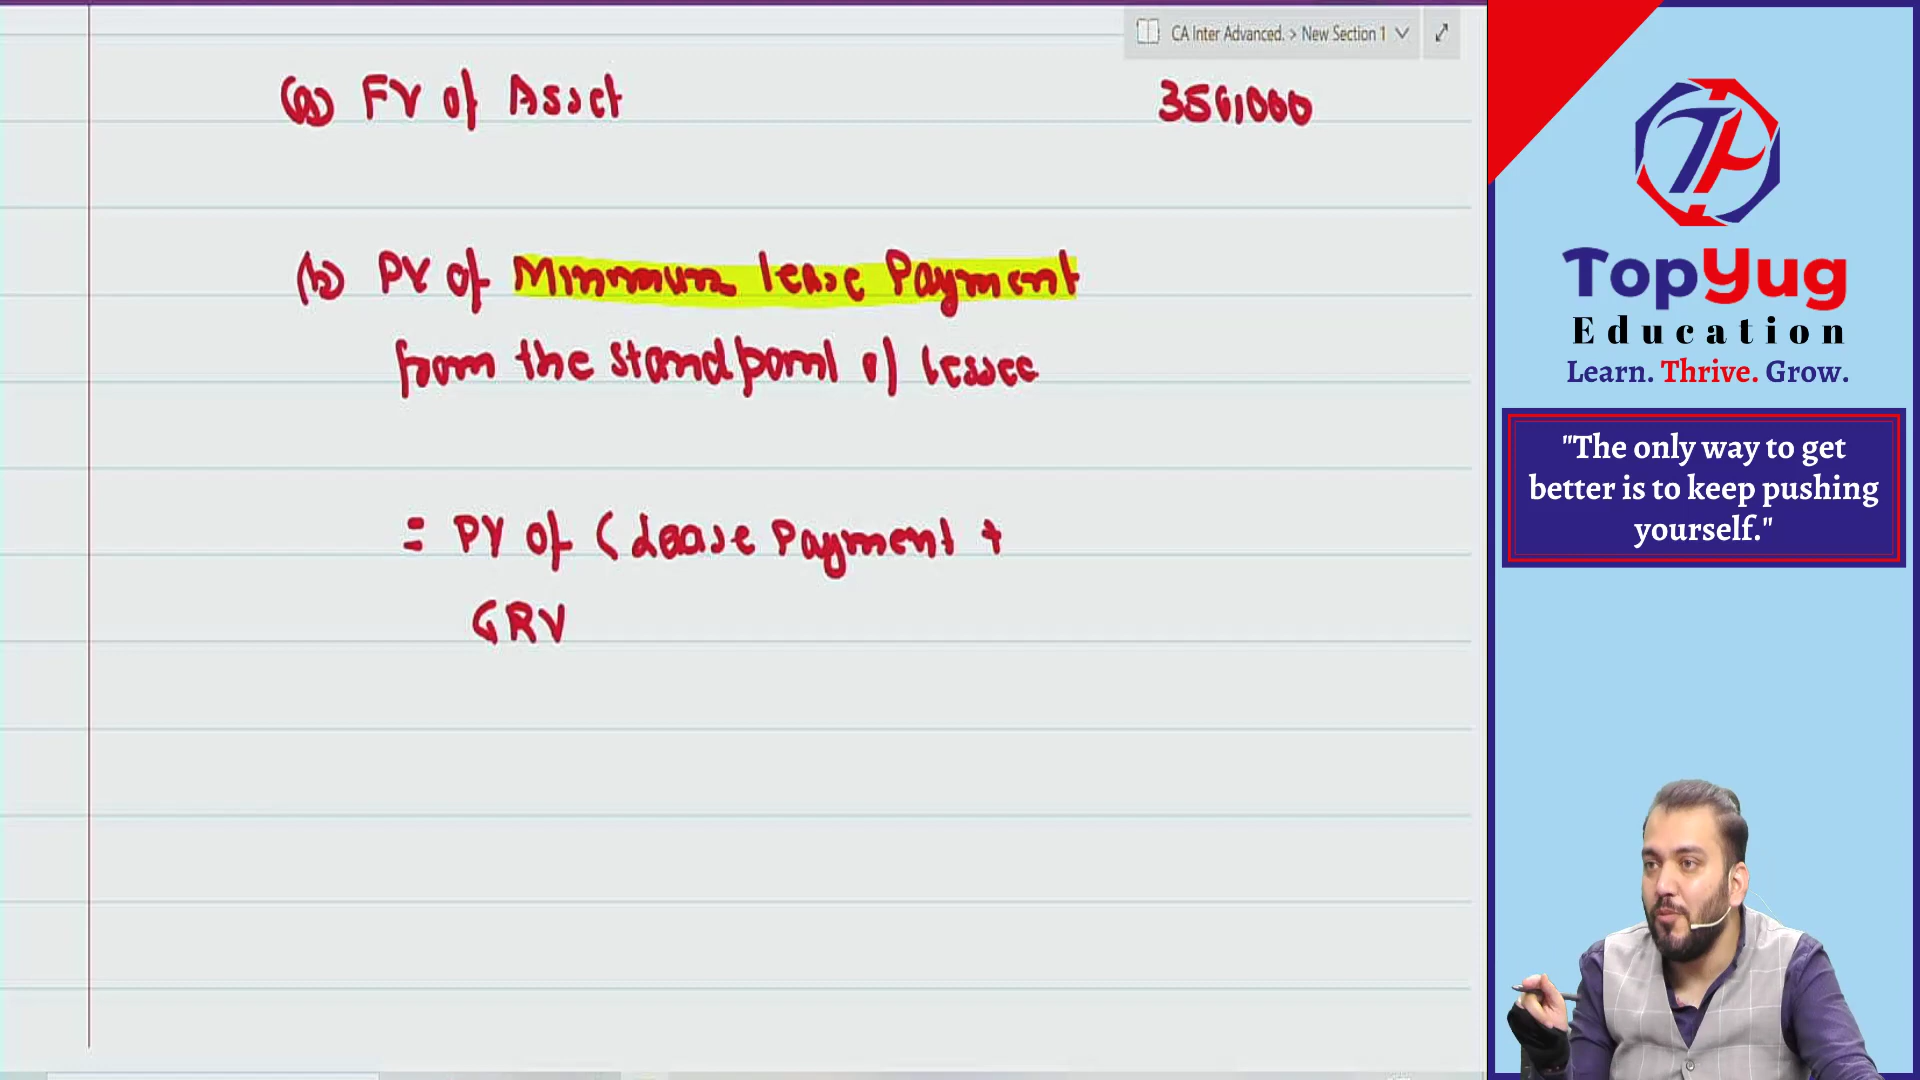 CA Inter Advanced. > New Section 1
(a) FV of Asset 350,000
(b) PV of Minimum lease Payment
from the standpoint of lessee
= PV of (Lease Payment +
GRV
TopYug
Education
Learn. Thrive. Grow.
"The only way to get
better is to keep pushing
yourself."